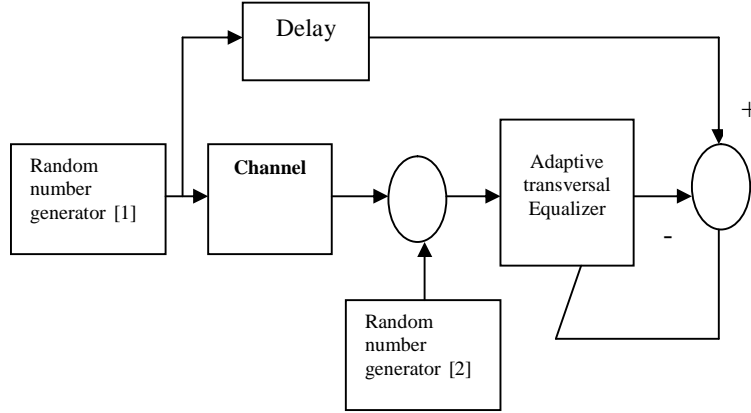 Delay
+
Random
number
generator [1]
Channel
Adaptive
transversal
Equalizer
-
Random
number
generator [2]